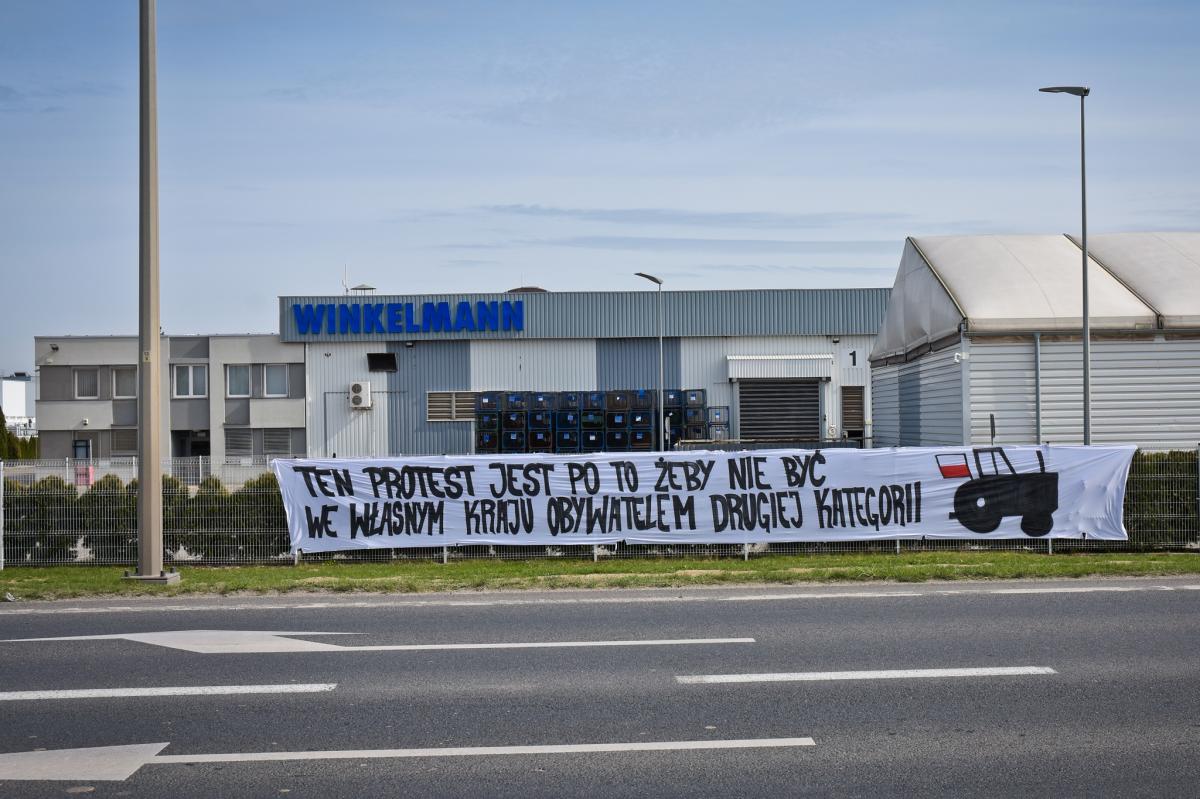 WINKELMANN
1
TEN PROTEST JEST PO TO ŻEBY NIE BYĆ
WE WŁASNYM KRAJU OBYWATELEM DRUGIEJ KATEGORII